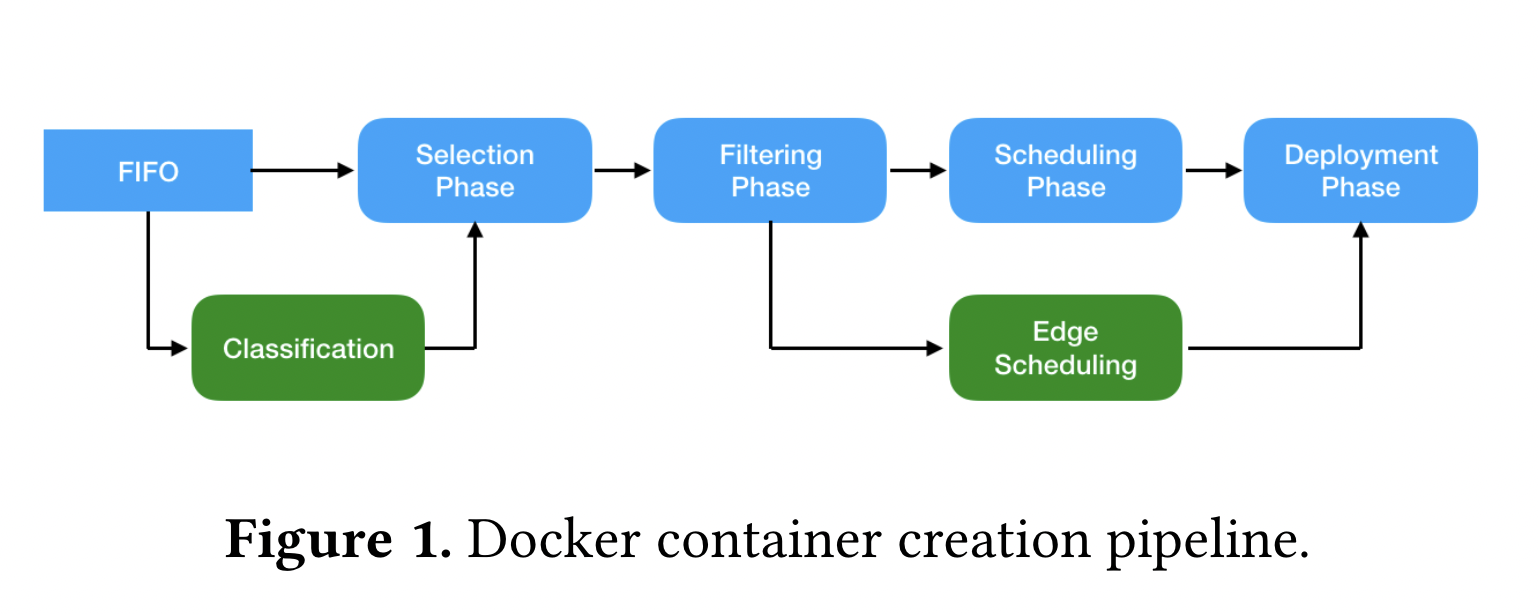 FIFO
Selection
Phase
Filtering
Phase
Scheduling
Phase
Deployment
Phase
Classification
Edge
Scheduling
Figure 1. Docker container creation pipeline.